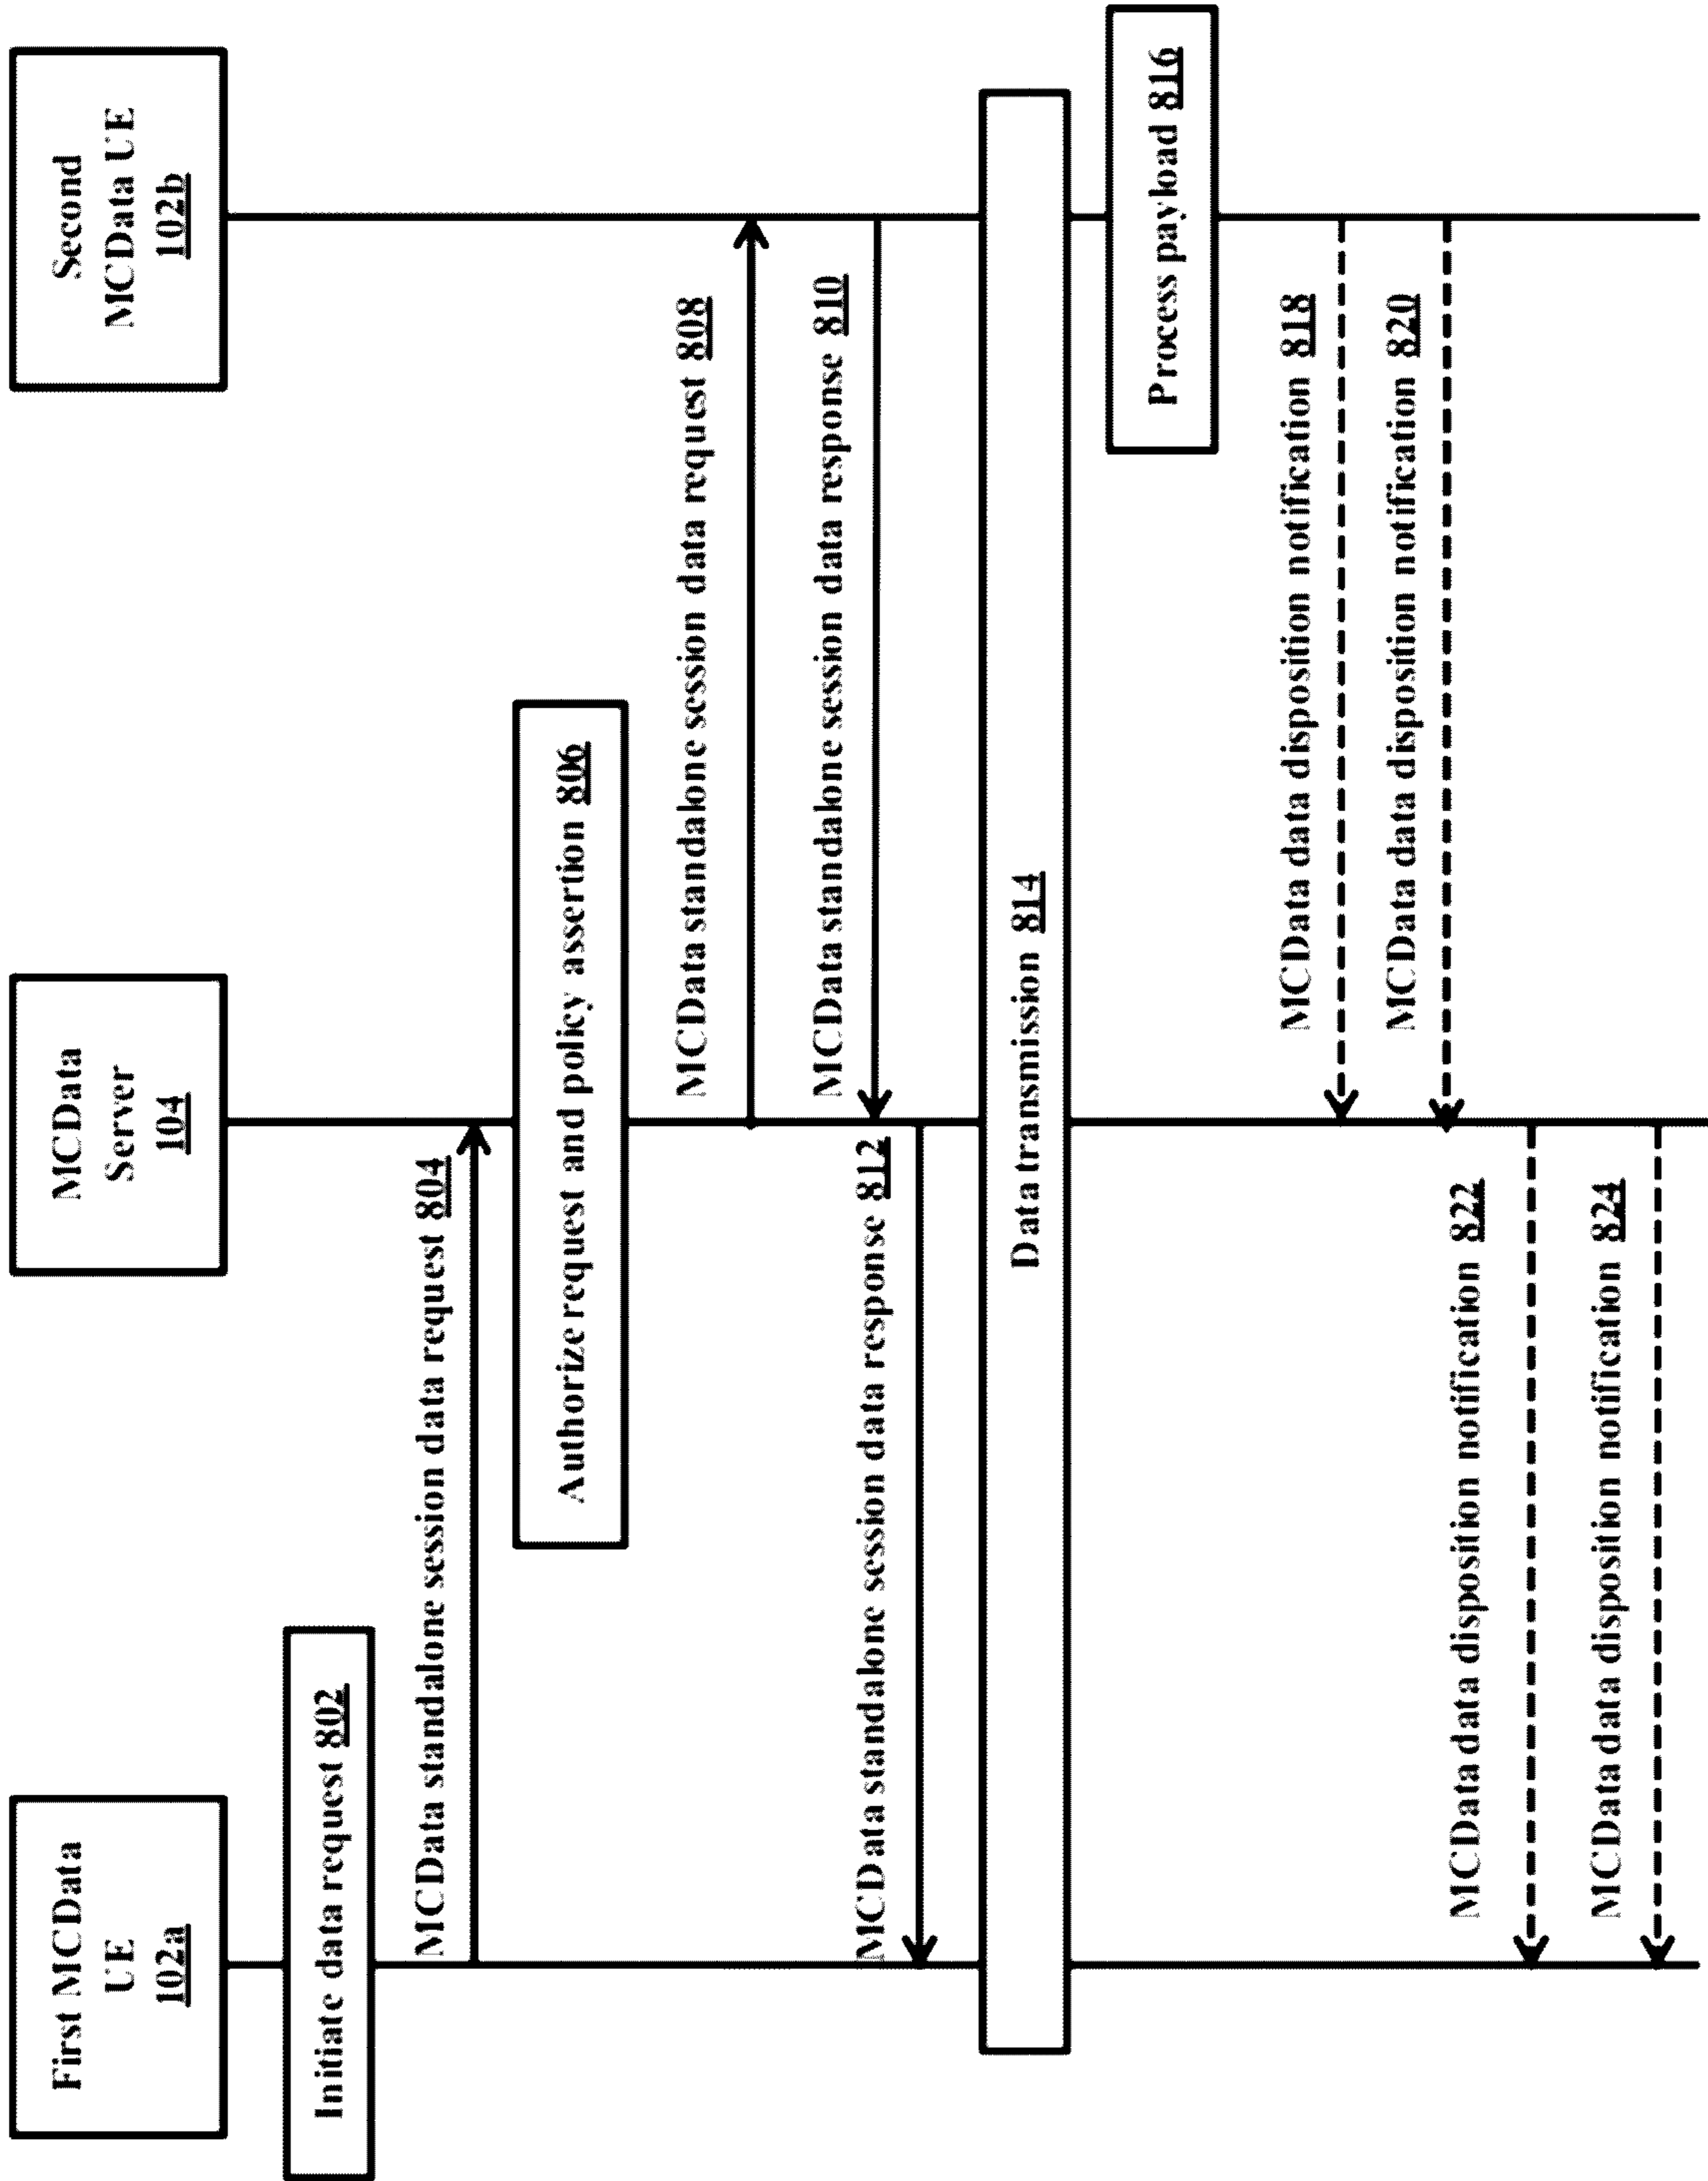 First MCData
UE
102a
MCData
Server
104
Second
MCData UE
102b
Initiate data request 802
MCData standalone session data request 804
Authorize request and policy assertion 806
MCData standalone session data request 808
MCData standalone session data response 810
MCData standalone session data response 812
Data transmission 814
Process payload 816
MCData data disposition notification 818
MCData data disposition notification 820
MCData data disposition notification 822
MCData data disposition notification 824